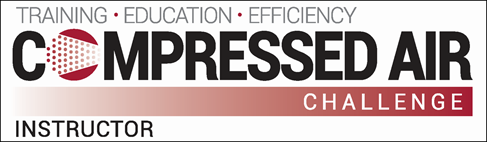 TRAINING • EDUCATION • EFFICIENCY
COMPRESSED AIR
CHALLENGE
INSTRUCTOR